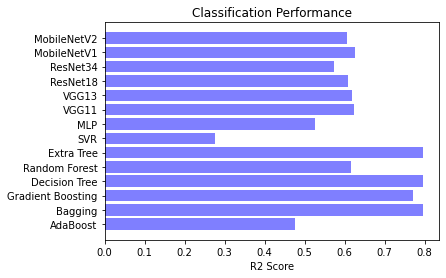 Classification Performance
MobileNetV2
MobileNetV1
ResNet34
ResNet18
VGG13
VGG11
MLP
SVR
Extra Tree
Random Forest
Decision Tree
Gradient Boosting
Bagging
AdaBoost
0.0 0.1 0.2 0.3 0.4 0.5 0.6 0.7 0.8
R2 Score